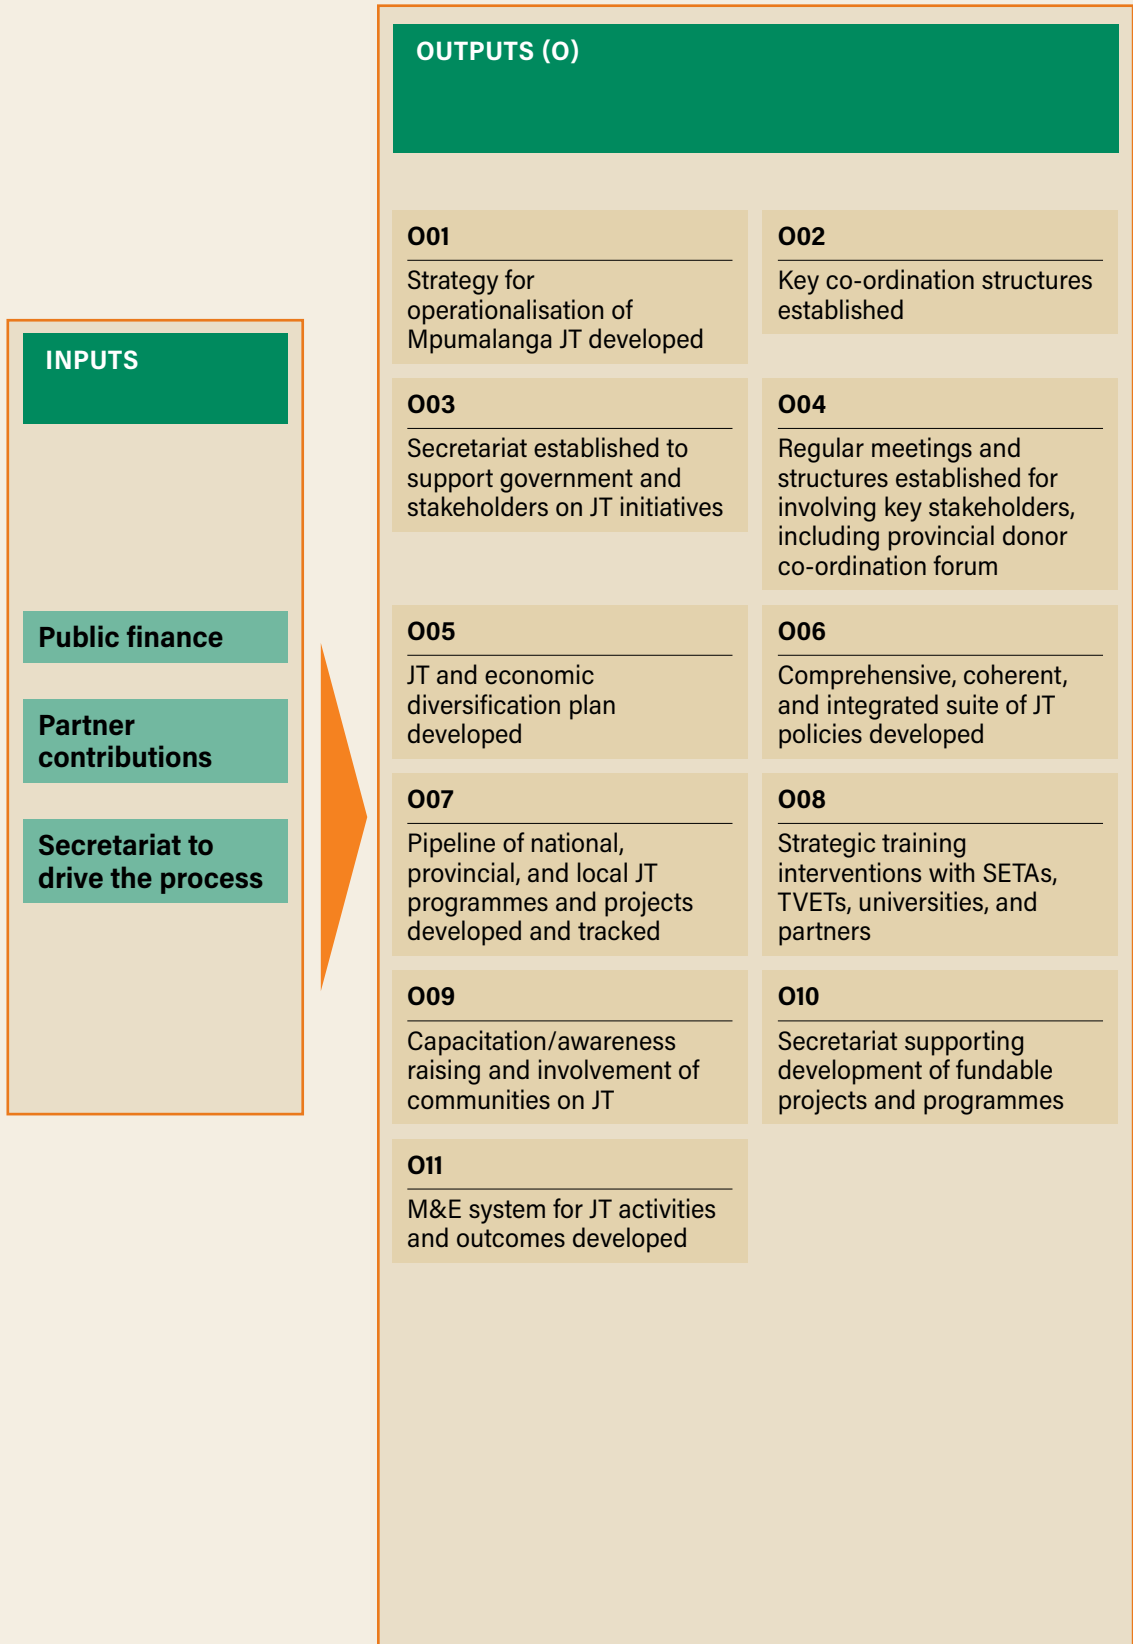 INPUTS
Public finance
Partner
contributions
Secretariat to
drive the process
OUTPUTS (O)
O01
Strategy for
operationalisation of
Mpumalanga JT developed
O02
Key co-ordination structures
established
O03
Secretariat established to
support government and
stakeholders on JT initiatives
O04
Regular meetings and
structures established for
involving key stakeholders,
including provincial donor
co-ordination forum
O05
JT and economic
diversification plan
developed
O06
Comprehensive, coherent,
and integrated suite of JT
policies developed
O07
Pipeline of national,
provincial, and local JT
programmes and projects
developed and tracked
O08
Strategic training
interventions with SETAs,
TVETs, universities, and
partners
O09
Capacitation/awareness
raising and involvement of
communities on JT
O10
Secretariat supporting
development of fundable
projects and programmes
O11
M&E system for JT activities
and outcomes developed